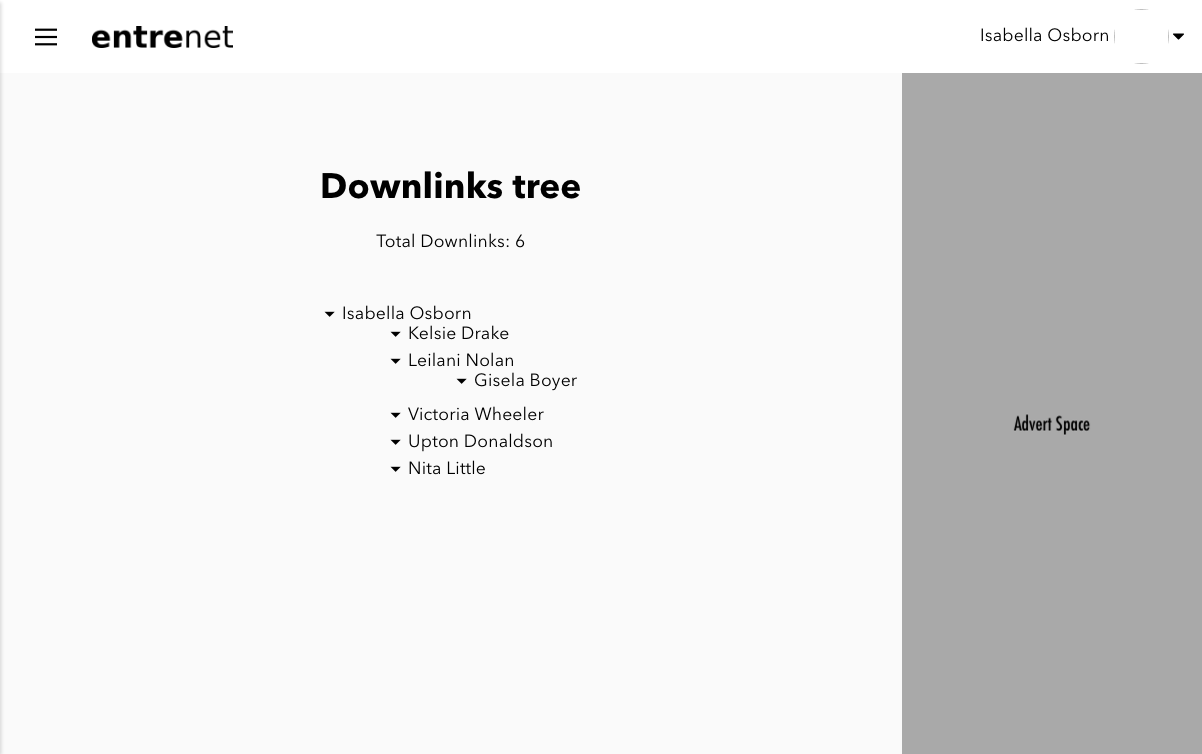 entrenet
Isabella Osborn
Downlinks tree
Total Downlinks: 6
Isabella Osborn
Kelsie Drake
Leilani Nolan
Gisela Boyer
Victoria Wheeler
Upton Donaldson
Nita Little
Advert Space